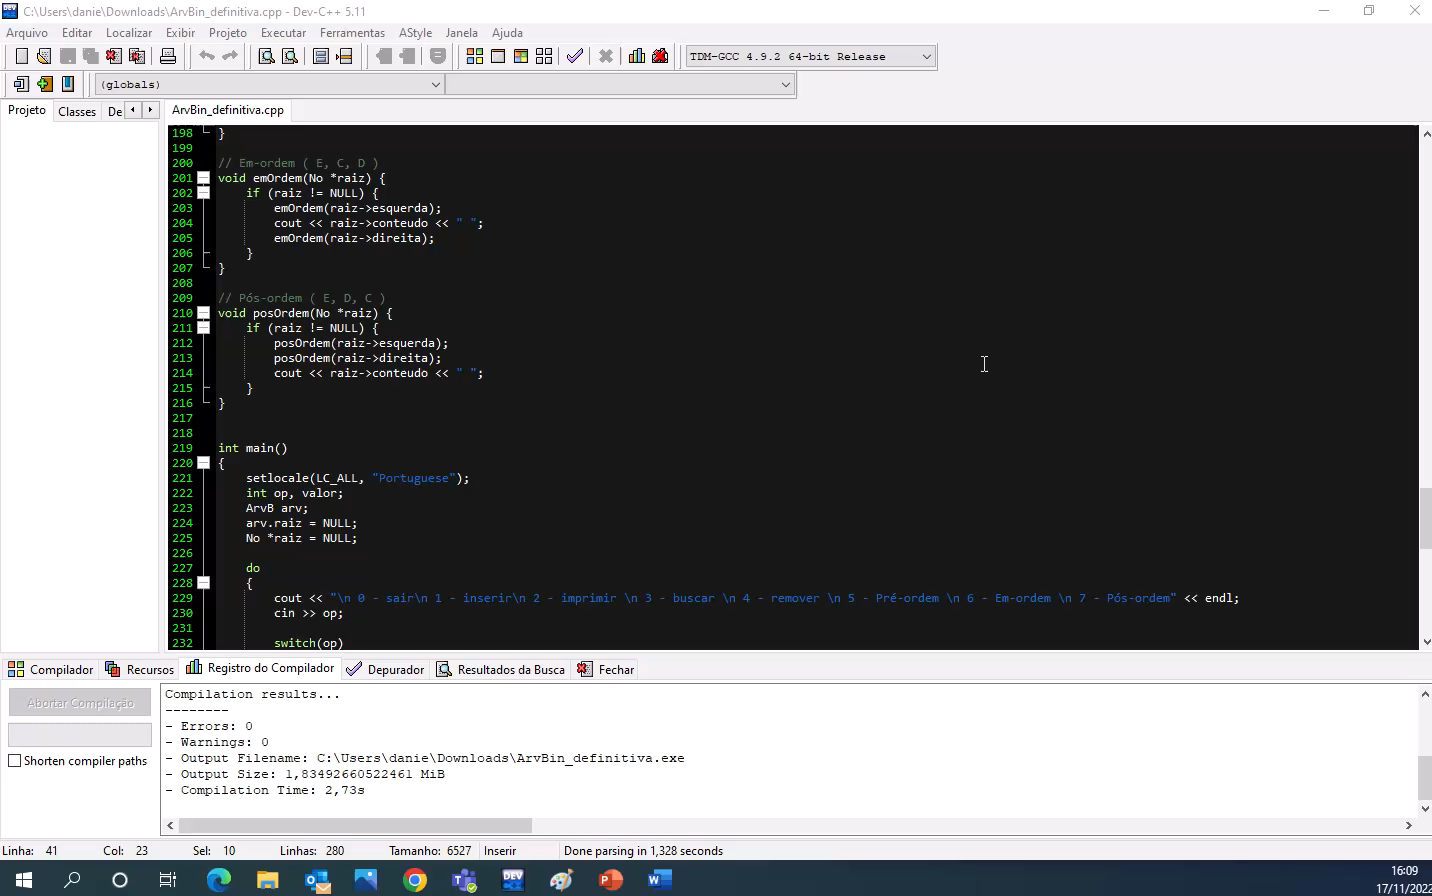 C:\Users\danie\Downloads\ArvBin_definitiva.cpp - Dev-C++ 5.11
Arquivo Editar Localizar Exibir Projeto Executar Ferramentas AStyle Janela Ajuda
TDM-GCC 4.9.2 64-bit Release
(globals)
Projeto Classes De
ArvBin_definitiva.cpp
198 }
199
200 // Em-ordem ( E, C, D )
201 void emOrdem(No *raiz) {
202 if (raiz != NULL) {
203 emOrdem(raiz->esquerda);
204 cout << raiz->conteudo << " ";
205 emOrdem(raiz->direita);
206 }
207 }
208
209 // Pós-ordem ( E, D, C )
210 void posOrdem(No *raiz) {
211 if (raiz != NULL) {
212 posOrdem(raiz->esquerda);
213 posOrdem(raiz->direita);
214 cout << raiz->conteudo << " ";
215 }
216 }
217
218
219 int main()
220 {
221 setlocale(LC_ALL, "Portuguese");
222 int op, valor;
223 ArvB arv;
224 arv.raiz = NULL;
225 No *raiz = NULL;
226
227 do
228 {
229 cout << "\n 0 - sair\n 1 - inserir\n 2 - imprimir \n 3 - buscar \n 4 - remover \n 5 - Pré-ordem \n 6 - Em-ordem \n 7 - Pós-ordem" << endl;
230 cin >> op;
231
232 switch(op)
Compilador Recursos Registro do Compilador Depurador Resultados da Busca Fechar
Abortar Compilação
Shorten compiler paths
Compilation results...
--------
- Errors: 0
- Warnings: 0
- Output Filename: C:\Users\danie\Downloads\ArvBin_definitiva.exe
- Output Size: 1,83492660522461 MiB
- Compilation Time: 2,73s
Linha: 41 Col: 23 Sel: 10 Linhas: 280 Tamanho: 6527 Inserir Done parsing in 1,328 seconds
DEV
16:09
17/11/2022